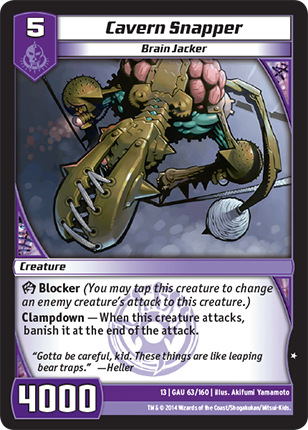 5
Cavern Snapper
Brain Jacker
Creature
Blocker (You may tap this creature to change
an enemy creature's attack to this creature.)
Clampdown — When this creature attacks,
banish it at the end of the attack.
"Gotta be careful, kid. These things are like leaping
bear traps." —Heller
4000
13 | GAU 63/160 | Illus. Akifumi Yamamoto
TM & © 2014 Wizards of the Coast/Shogakukan/Mitsui-Kids.